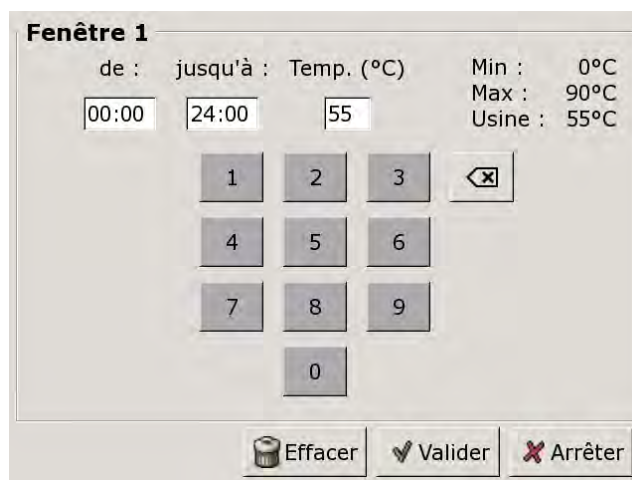 Fenêtre 1
de : jusqu'à : Temp. (°C)
00:00 24:00 55
Min : 0°C
Max : 90°C
Usine : 55°C
1 2 3
4 5 6
7 8 9
0
Effacer Valider Arrêter